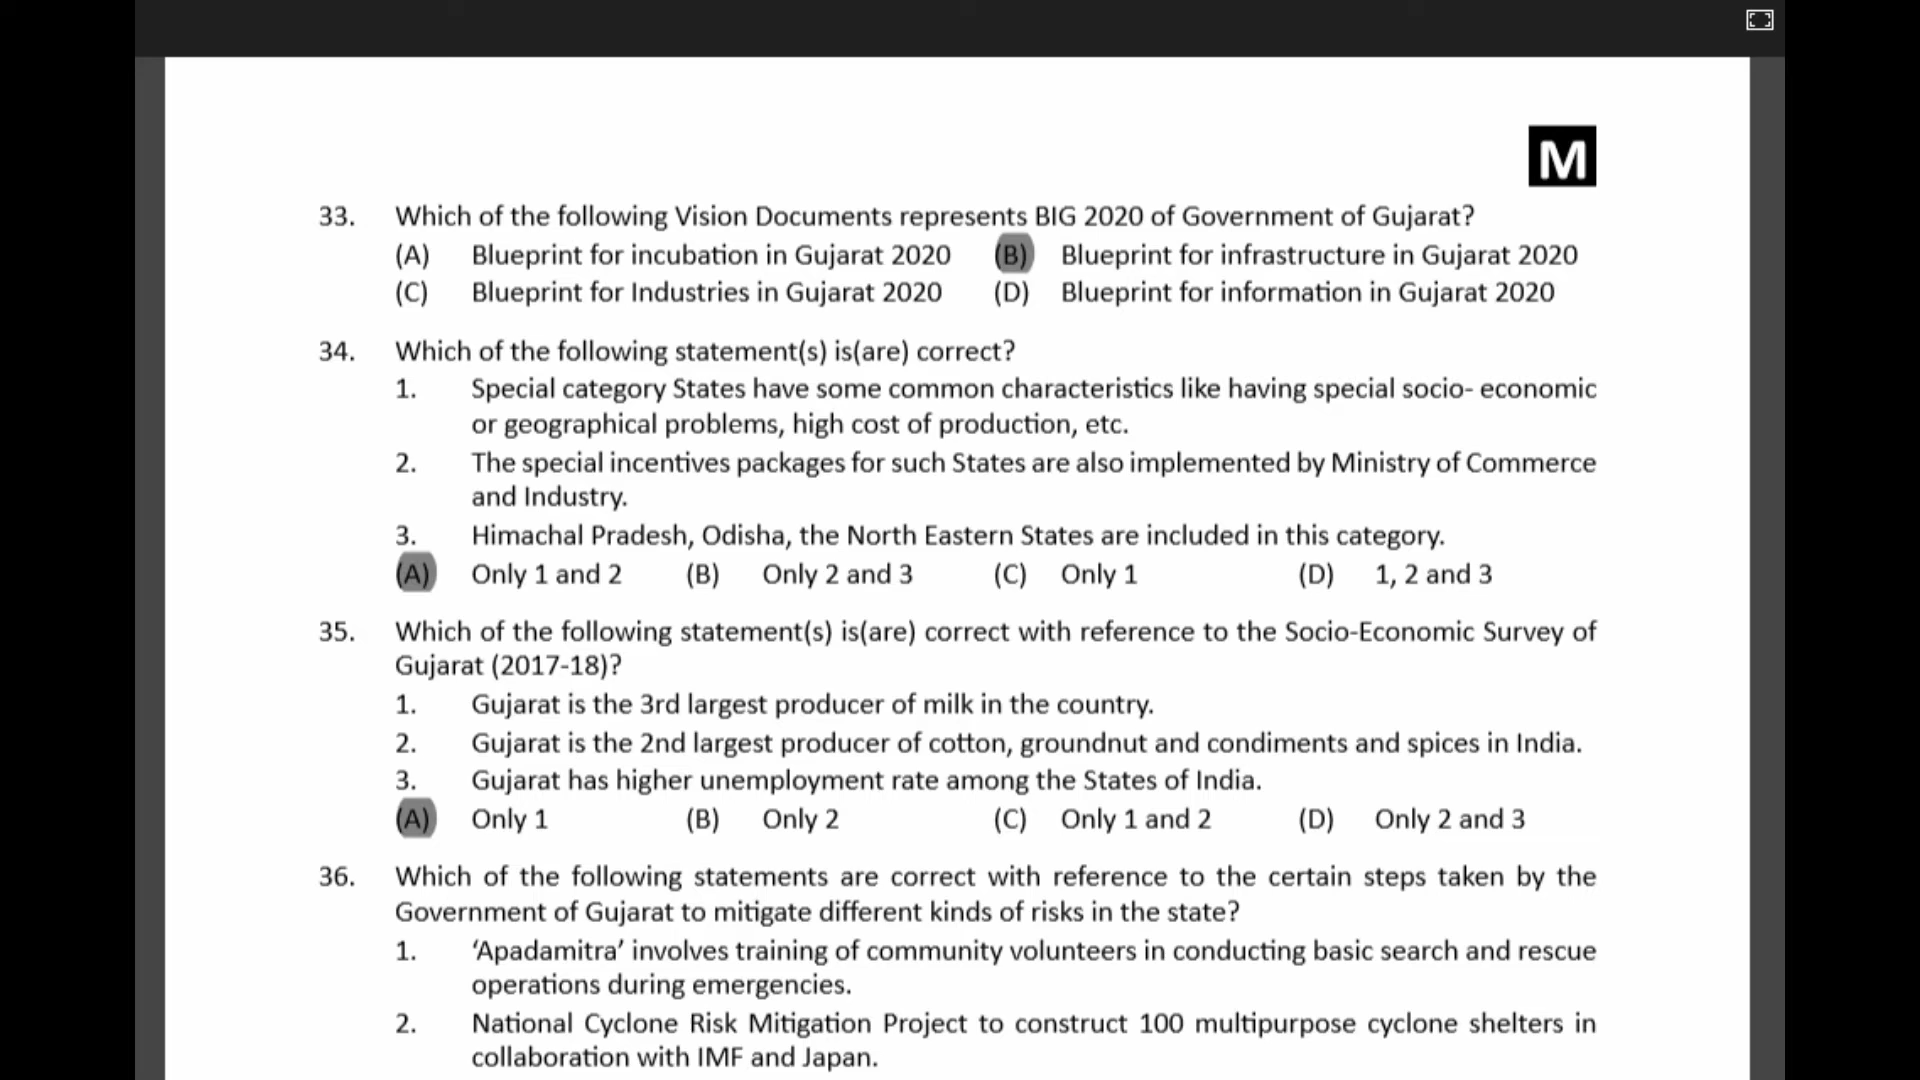 M
33. Which of the following Vision Documents represents BIG 2020 of Government of Gujarat?
(A) Blueprint for incubation in Gujarat 2020 (B) Blueprint for infrastructure in Gujarat 2020
(C) Blueprint for Industries in Gujarat 2020 (D) Blueprint for information in Gujarat 2020
34. Which of the following statement(s) is(are) correct?
1. Special category States have some common characteristics like having special socio- economic
or geographical problems, high cost of production, etc.
2. The special incentives packages for such States are also implemented by Ministry of Commerce
and Industry.
3. Himachal Pradesh, Odisha, the North Eastern States are included in this category.
(A) Only 1 and 2 (B) Only 2 and 3 (C) Only 1 (D) 1, 2 and 3
35. Which of the following statement(s) is(are) correct with reference to the Socio-Economic Survey of
Gujarat (2017-18)?
1. Gujarat is the 3rd largest producer of milk in the country.
2. Gujarat is the 2nd largest producer of cotton, groundnut and condiments and spices in India.
3. Gujarat has higher unemployment rate among the States of India.
(A) Only 1 (B) Only 2 (C) Only 1 and 2 (D) Only 2 and 3
36. Which of the following statements are correct with reference to the certain steps taken by the
Government of Gujarat to mitigate different kinds of risks in the state?
1. ‘Apadamitra’ involves training of community volunteers in conducting basic search and rescue
operations during emergencies.
2. National Cyclone Risk Mitigation Project to construct 100 multipurpose cyclone shelters in
collaboration with IMF and Japan.